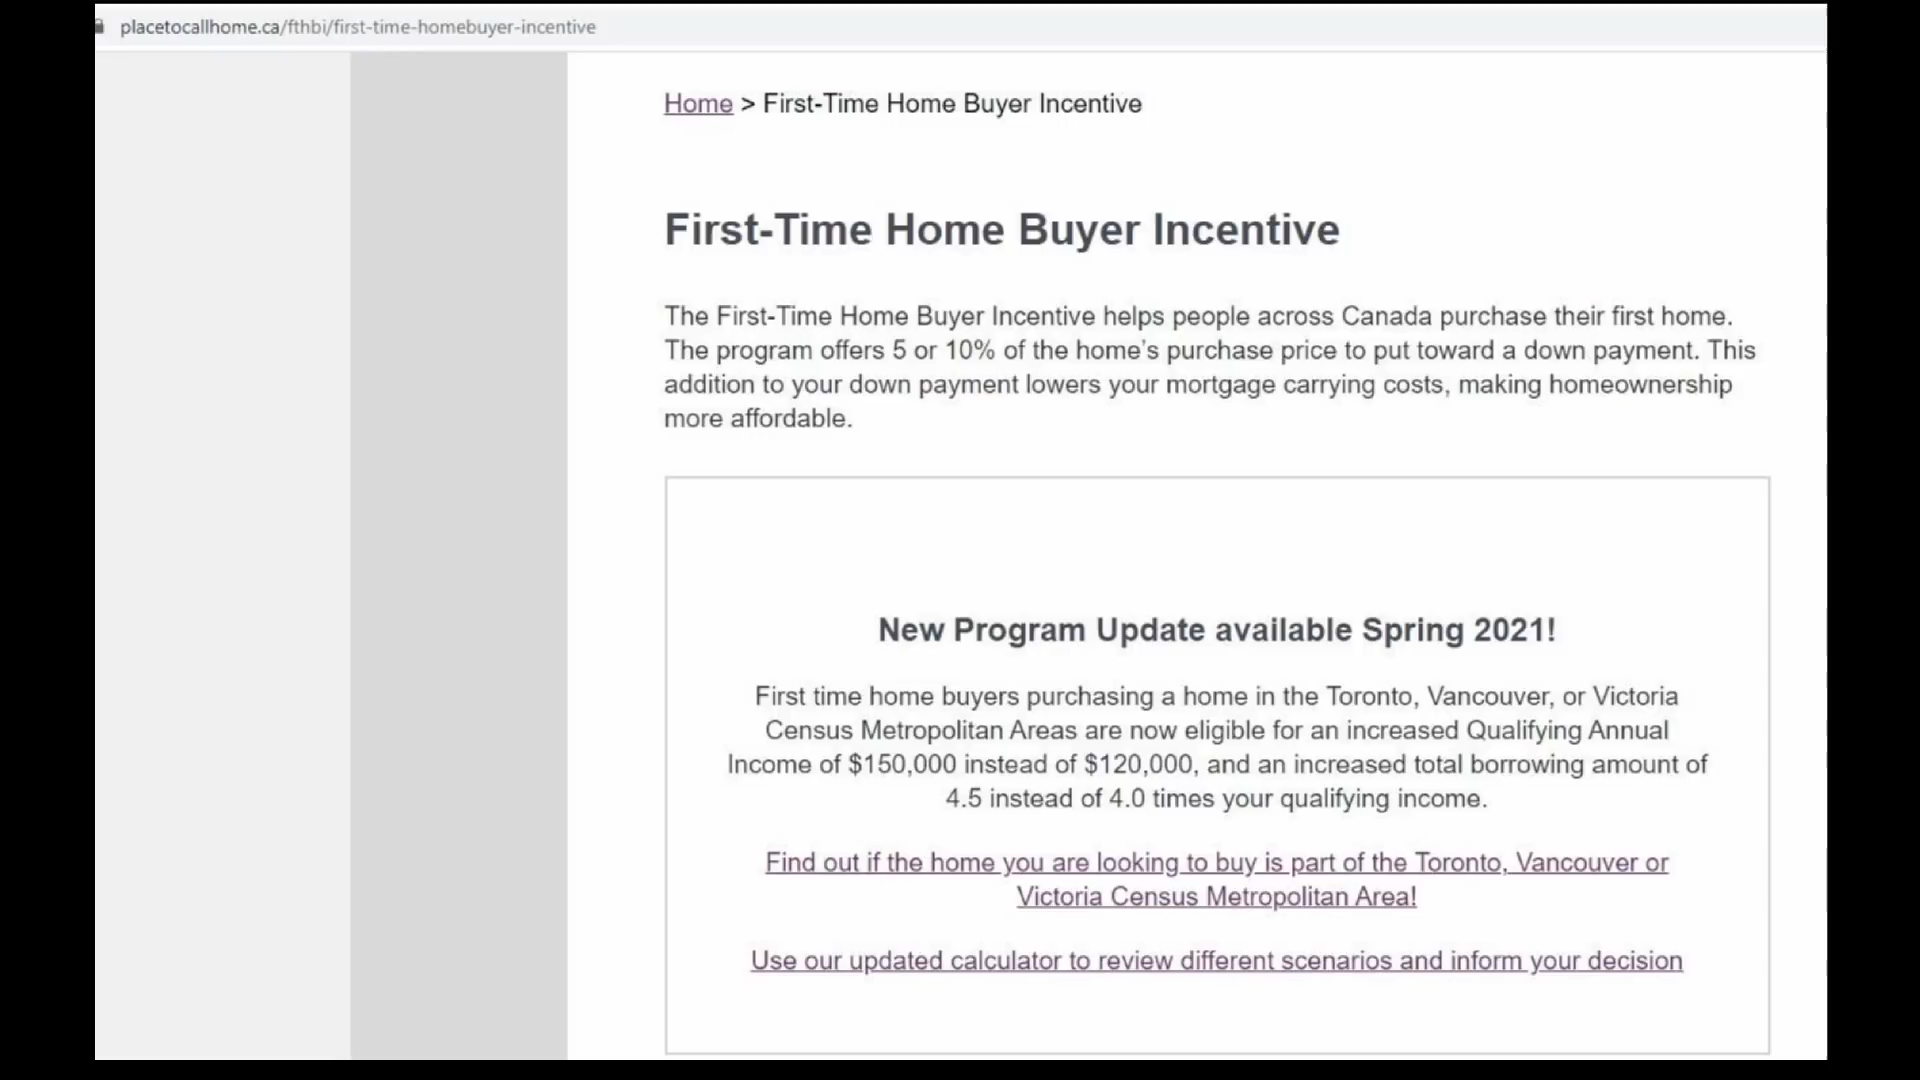 placetocallhome.ca/fthbi/first-time-homebuyer-incentive
Home > First-Time Home Buyer Incentive
First-Time Home Buyer Incentive
The First-Time Home Buyer Incentive helps people across Canada purchase their first home.
The program offers 5 or 10% of the home’s purchase price to put toward a down payment. This
addition to your down payment lowers your mortgage carrying costs, making homeownership
more affordable.
New Program Update available Spring 2021!
First time home buyers purchasing a home in the Toronto, Vancouver, or Victoria
Census Metropolitan Areas are now eligible for an increased Qualifying Annual
Income of $150,000 instead of $120,000, and an increased total borrowing amount of
4.5 instead of 4.0 times your qualifying income.
Find out if the home you are looking to buy is part of the Toronto, Vancouver or
Victoria Census Metropolitan Area!
Use our updated calculator to review different scenarios and inform your decision